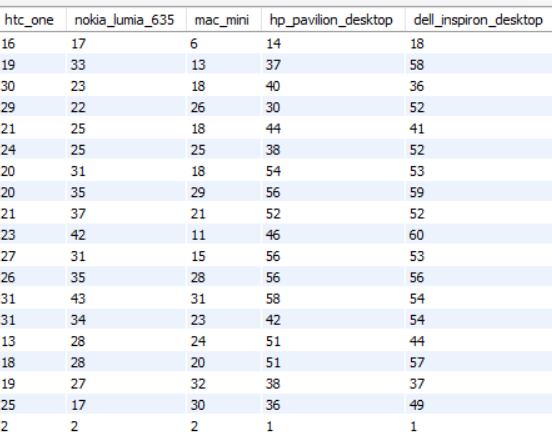 htc_one nokia_lumia_635 mac_mini hp_pavilion_desktop dell_inspiron_desktop
16 17 6 14 18
19 33 13 37 58
30 23 18 40 36
29 22 26 30 52
21 25 18 44 41
24 25 25 38 52
20 31 18 54 53
20 35 29 56 59
21 37 21 52 52
23 42 11 46 60
27 31 15 56 53
26 35 28 56 56
31 43 31 58 54
31 34 23 42 54
13 28 24 51 44
18 28 20 51 57
19 27 32 38 37
25 17 30 36 49
2 2 2 1 1